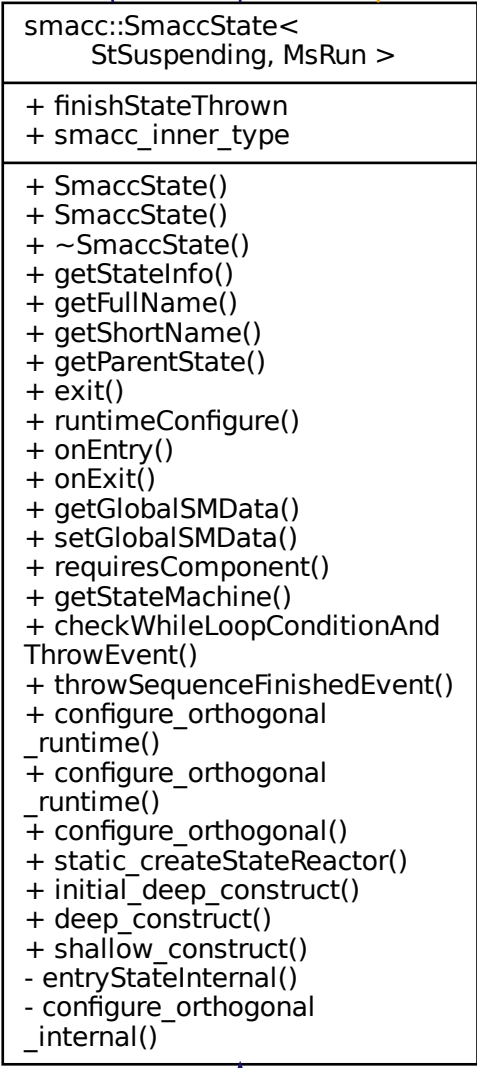 smacc::SmaccState<
StSuspending, MsRun >
+ finishStateThrown
+ smacc_inner_type
+ SmaccState()
+ SmaccState()
+ ~SmaccState()
+ getStateInfo()
+ getFullName()
+ getShortName()
+ getParentState()
+ exit()
+ runtimeConfigure()
+ onEntry()
+ onExit()
+ getGlobalSMData()
+ setGlobalSMData()
+ requiresComponent()
+ getStateMachine()
+ checkWhileLoopConditionAnd
ThrowEvent()
+ throwSequenceFinishedEvent()
+ configure_orthogonal
_runtime()
+ configure_orthogonal
_runtime()
+ configure_orthogonal()
+ static_createStateReactor()
+ initial_deep_construct()
+ deep_construct()
+ shallow_construct()
- entryStateInternal()
- configure_orthogonal
_internal()